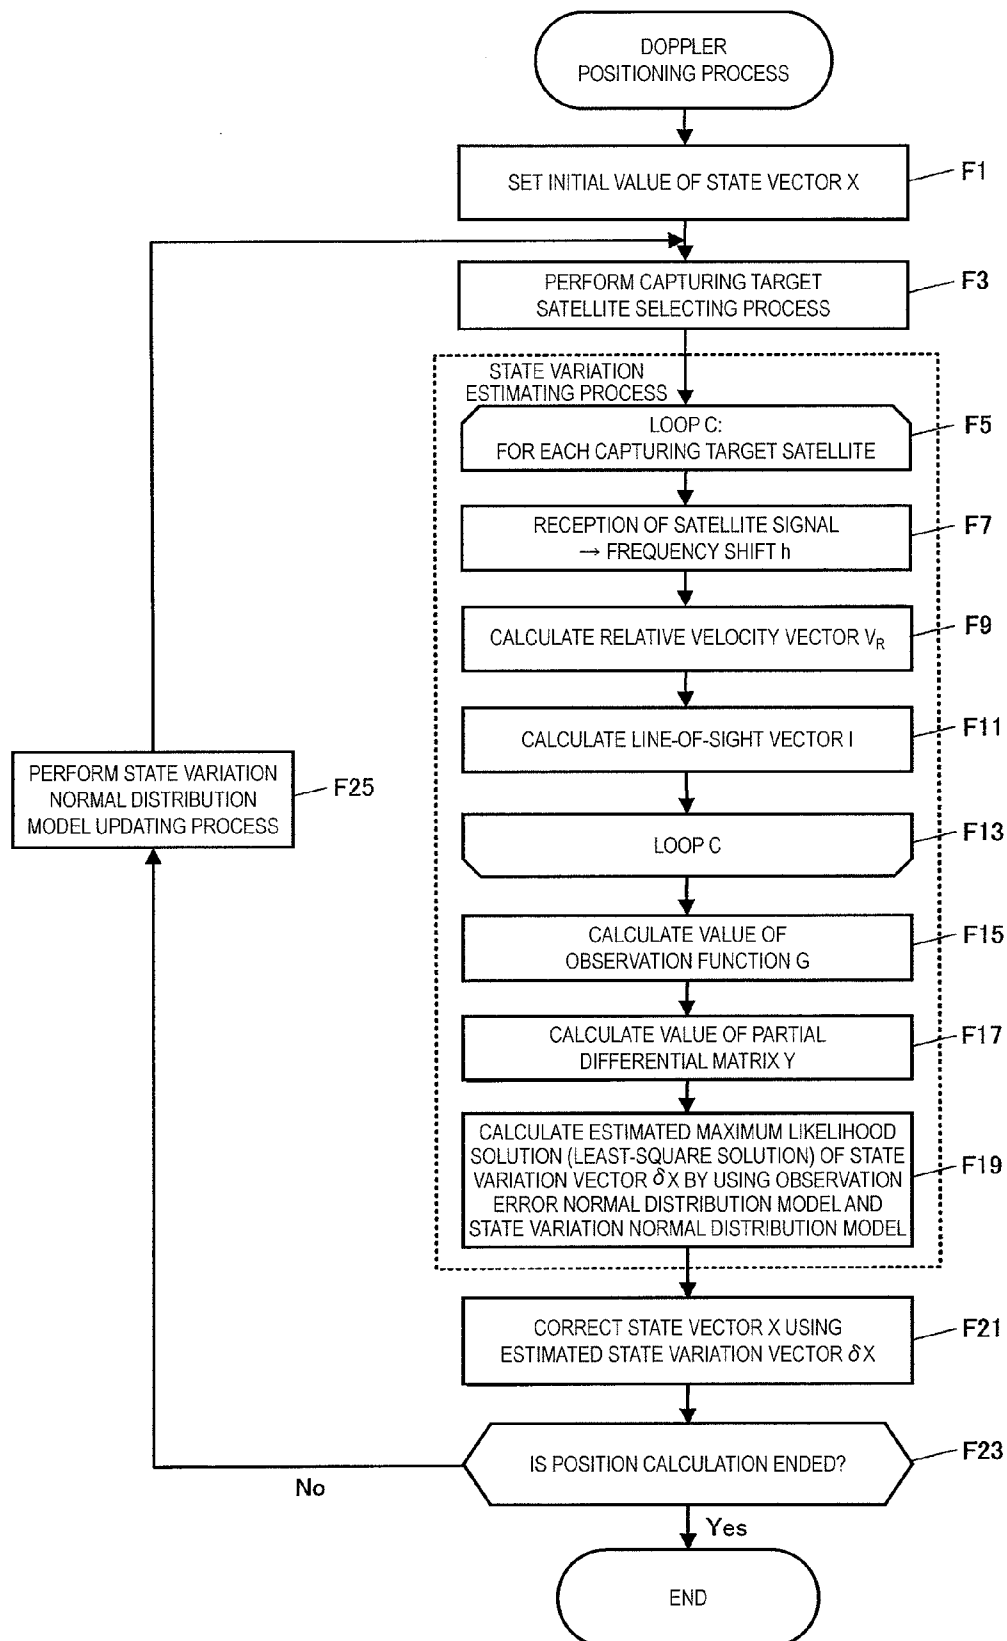 DOPPLER
POSITIONING PROCESS
SET INITIAL VALUE OF STATE VECTOR X
F1
PERFORM CAPTURING TARGET
SATELLITE SELECTING PROCESS
F3
STATE VARIATION
ESTIMATING PROCESS
LOOP C:
FOR EACH CAPTURING TARGET SATELLITE
F5
RECEPTION OF SATELLITE SIGNAL
→ FREQUENCY SHIFT h
F7
CALCULATE RELATIVE VELOCITY VECTOR VR
F9
CALCULATE LINE-OF-SIGHT VECTOR l
F11
LOOP C
F13
CALCULATE VALUE OF
OBSERVATION FUNCTION G
F15
CALCULATE VALUE OF PARTIAL
DIFFERENTIAL MATRIX Y
F17
CALCULATE ESTIMATED MAXIMUM LIKELIHOOD
SOLUTION (LEAST-SQUARE SOLUTION) OF STATE
VARIATION VECTOR δX BY USING OBSERVATION
ERROR NORMAL DISTRIBUTION MODEL AND
STATE VARIATION NORMAL DISTRIBUTION MODEL
F19
CORRECT STATE VECTOR X USING
ESTIMATED STATE VARIATION VECTOR δX
F21
IS POSITION CALCULATION ENDED?
F23
No
Yes
PERFORM STATE VARIATION
NORMAL DISTRIBUTION
MODEL UPDATING PROCESS
F25
END